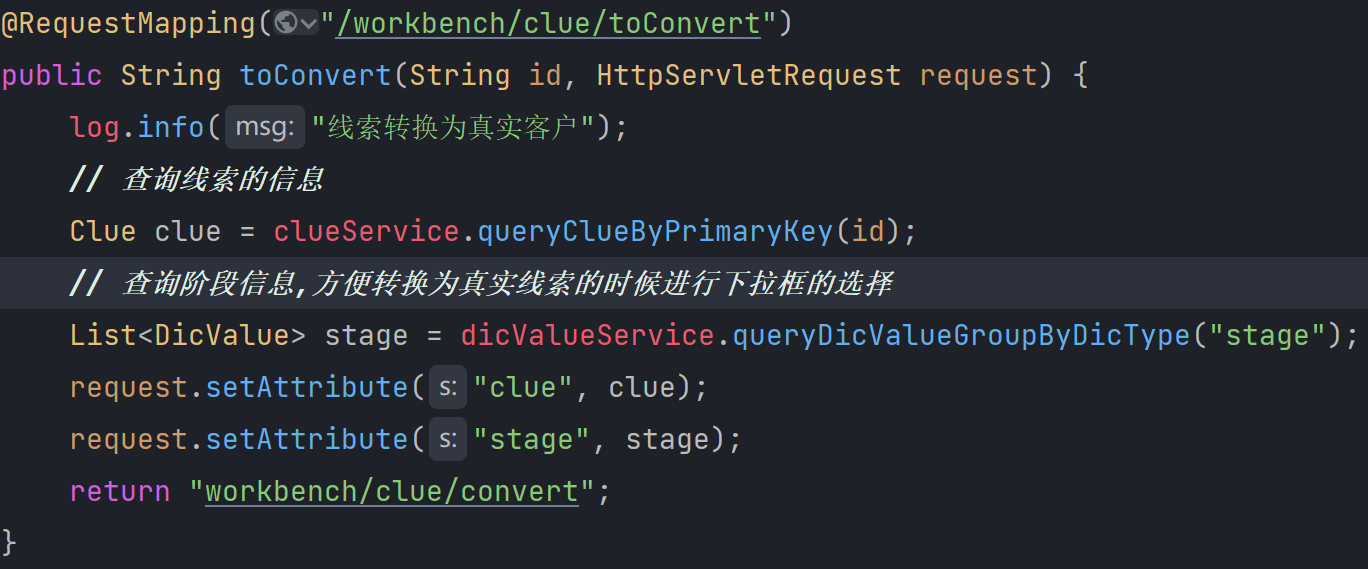 @RequestMapping("/workbench/clue/toConvert")
public String toConvert(String id, HttpServletRequest request) {
log.info( msg: "线索转换为真实客户");
// 查询线索的信息
Clue clue = clueService.queryClueByPrimaryKey(id);
// 查询阶段信息,方便转换为真实线索的时候进行下拉框的选择
List<DicValue> stage = dicValueService.queryDicValueGroupByDicType("stage");
request.setAttribute( s: "clue", clue);
request.setAttribute( s: "stage", stage);
return "workbench/clue/convert";
}